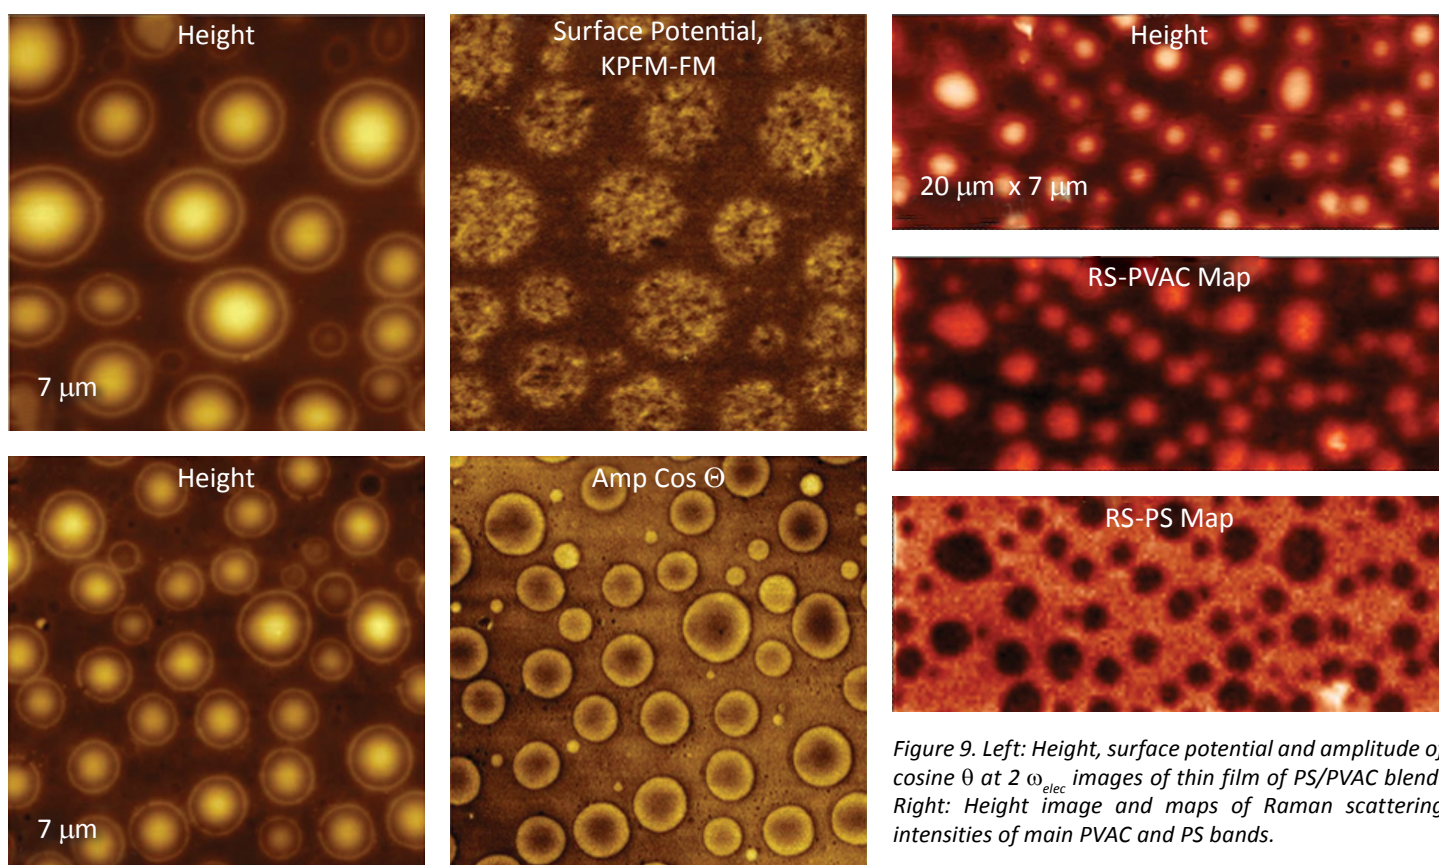 Height
7 μm
Surface Potential,
KPFM-FM
Height
7 μm
Amp Cos Θ
Height
20 μm x 7 μm
RS-PVAC Map
RS-PS Map
Figure 9. Left: Height, surface potential and amplitude of
cosine θ at 2 ω_elec images of thin film of PS/PVAC blend
Right: Height image and maps of Raman scattering
intensities of main PVAC and PS bands.